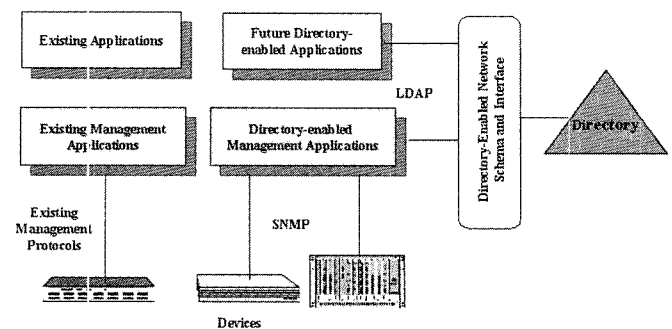 Existing Applications
Future Directory-
enabled Applications
LDAP
Existing Management
Applications
Directory-enabled
Management Applications
Directory-Enabled Network
Schema and Interface
Directory
Existing
Management
Protocols
SNMP
Devices